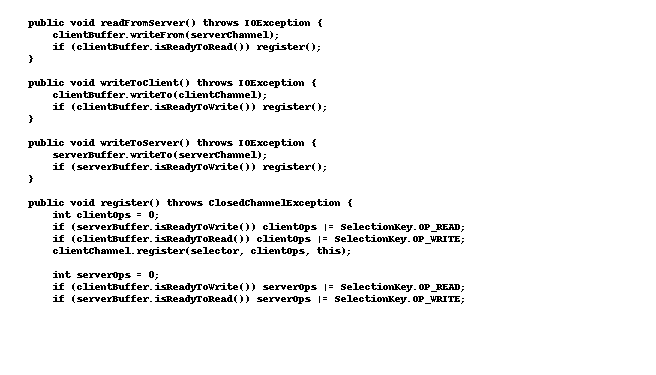 public void readFromServer() throws IOException {
    clientBuffer.writeFrom(serverChannel);
    if (clientBuffer.isReadyToRead()) register();
}

public void writeToClient() throws IOException {
    clientBuffer.writeTo(clientChannel);
    if (clientBuffer.isReadyToWrite()) register();
}

public void writeToServer() throws IOException {
    serverBuffer.writeTo(serverChannel);
    if (serverBuffer.isReadyToWrite()) register();
}

public void register() throws ClosedChannelException {
    int clientOps = 0;
    if (serverBuffer.isReadyToWrite()) clientOps |= SelectionKey.OP_READ;
    if (clientBuffer.isReadyToRead()) clientOps |= SelectionKey.OP_WRITE;
    clientChannel.register(selector, clientOps, this);

    int serverOps = 0;
    if (clientBuffer.isReadyToWrite()) serverOps |= SelectionKey.OP_READ;
    if (serverBuffer.isReadyToRead()) serverOps |= SelectionKey.OP_WRITE;